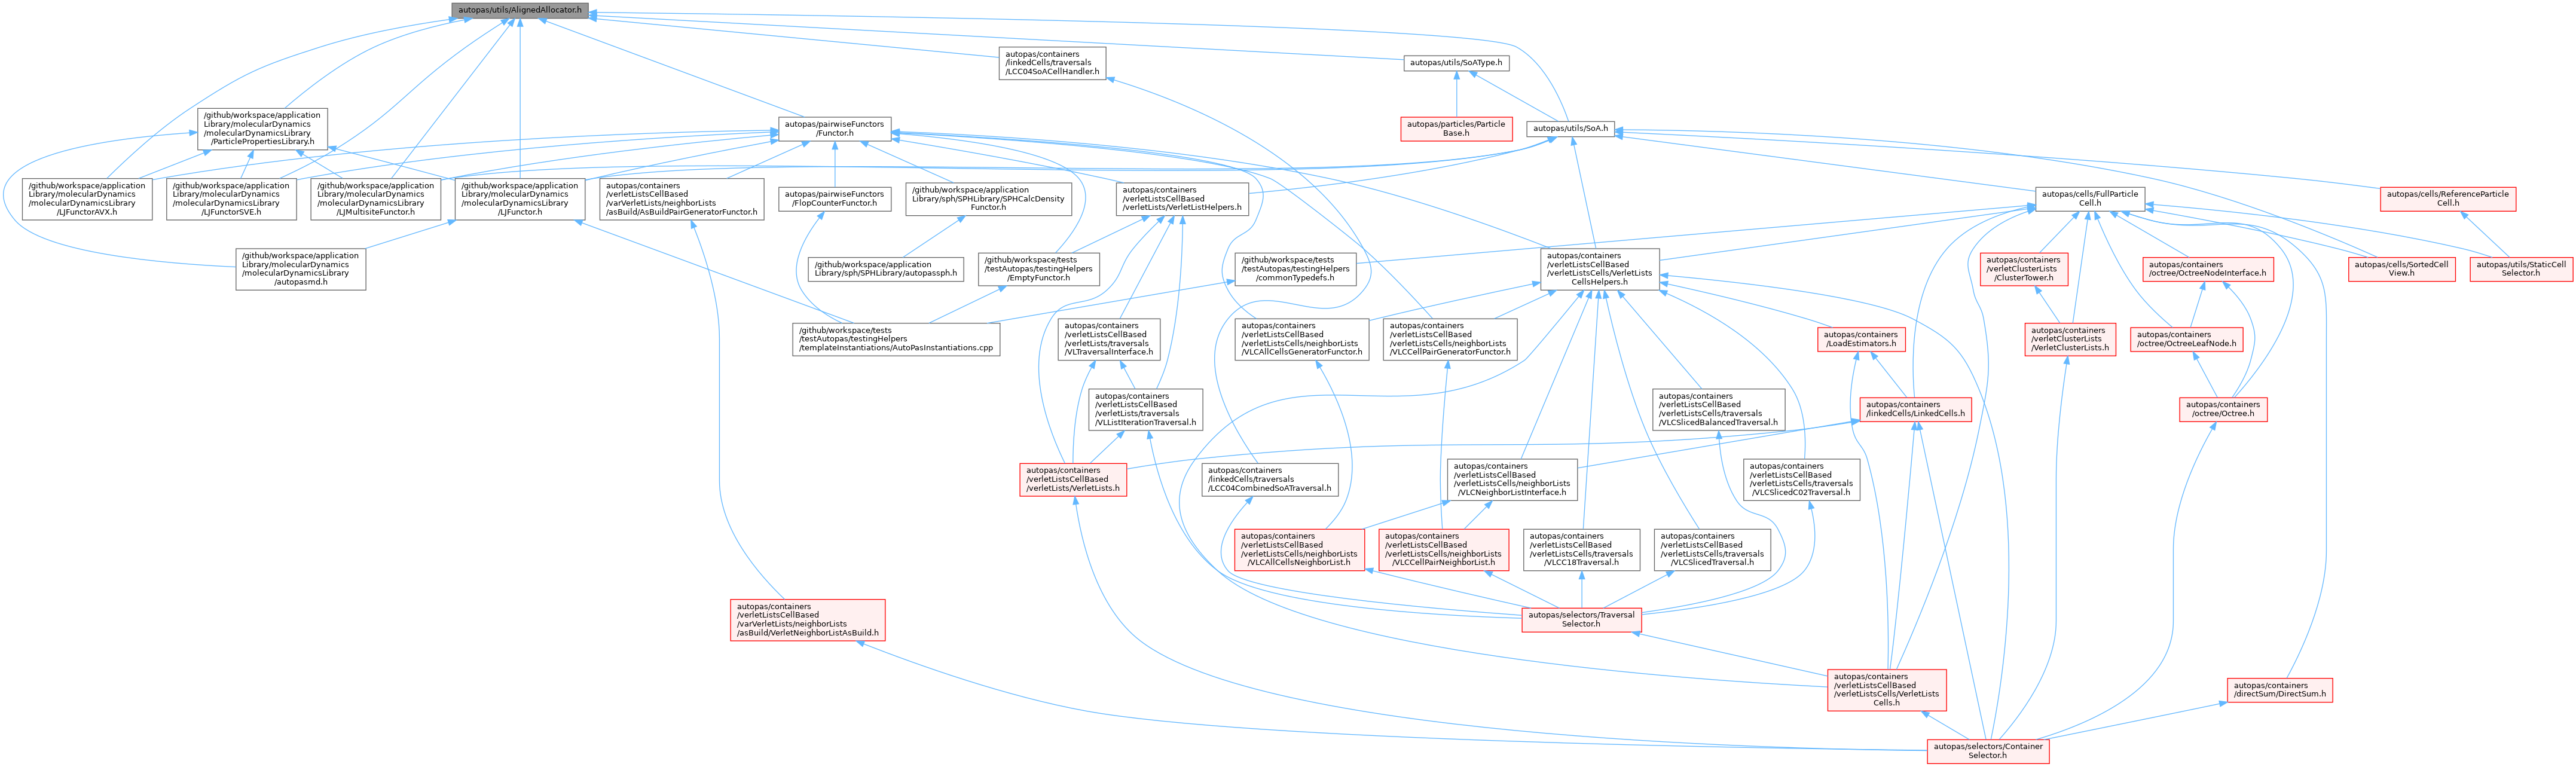 autopas/utils/AlignedAllocator.h
autopas/containers
/linkedCells/traversals
/LCC04SoACellHandler.h
autopas/utils/SoAType.h
/github/workspace/application
Library/molecularDynamics
/molecularDynamicsLibrary
/ParticlePropertiesLibrary.h
autopas/pairwiseFunctors
/Functor.h
autopas/particles/Particle
Base.h
autopas/utils/SoA.h
/github/workspace/application
Library/molecularDynamics
/molecularDynamicsLibrary
/LJFunctorAVX.h
/github/workspace/application
Library/molecularDynamics
/molecularDynamicsLibrary
/LJFunctorSVE.h
/github/workspace/application
Library/molecularDynamics
/molecularDynamicsLibrary
/LJMultisiteFunctor.h
/github/workspace/application
Library/molecularDynamics
/molecularDynamicsLibrary
/LJFunctor.h
autopas/containers
/verletListsCellBased
/varVerletLists/neighborLists
/asBuild/AsBuildPairGeneratorFunctor.h
autopas/pairwiseFunctors
/FlopCounterFunctor.h
/github/workspace/application
Library/sph/SPHLibrary/SPHCalcDensity
Functor.h
autopas/containers
/verletListsCellBased
/verletLists/VerletListHelpers.h
autopas/cells/FullParticle
Cell.h
autopas/cells/ReferenceParticle
Cell.h
/github/workspace/application
Library/molecularDynamics
/molecularDynamicsLibrary
/autopasmd.h
/github/workspace/application
Library/sph/SPHLibrary/autopassph.h
/github/workspace/tests
/testAutopas/testingHelpers
/EmptyFunctor.h
/github/workspace/tests
/testAutopas/testingHelpers
/commonTypedefs.h
autopas/containers
/verletListsCellBased
/verletListsCells/VerletLists
CellsHelpers.h
autopas/containers
/verletClusterLists
/ClusterTower.h
autopas/containers
/octree/OctreeNodeInterface.h
autopas/cells/SortedCell
View.h
autopas/utils/StaticCell
Selector.h
/github/workspace/tests
/testAutopas/testingHelpers
/templateInstantiations/AutoPasInstantiations.cpp
autopas/containers
/verletListsCellBased
/verletLists/traversals
/VLTraversalInterface.h
autopas/containers
/verletListsCellBased
/verletListsCells/neighborLists
/VLCAllCellsGeneratorFunctor.h
autopas/containers
/verletListsCellBased
/verletListsCells/neighborLists
/VLCCellPairGeneratorFunctor.h
autopas/containers
/LoadEstimators.h
autopas/containers
/verletClusterLists
/VerletClusterLists.h
autopas/containers
/octree/OctreeLeafNode.h
autopas/containers
/verletListsCellBased
/verletLists/traversals
/VLListIterationTraversal.h
autopas/containers
/verletListsCellBased
/verletListsCells/traversals
/VLCSlicedBalancedTraversal.h
autopas/containers
/linkedCells/LinkedCells.h
autopas/containers
/octree/Octree.h
autopas/containers
/verletListsCellBased
/verletLists/VerletLists.h
autopas/containers
/linkedCells/traversals
/LCC04CombinedSoATraversal.h
autopas/containers
/verletListsCellBased
/verletListsCells/neighborLists
/VLCNeighborListInterface.h
autopas/containers
/verletListsCellBased
/verletListsCells/traversals
/VLCSlicedC02Traversal.h
autopas/containers
/verletListsCellBased
/verletListsCells/neighborLists
/VLCAllCellsNeighborList.h
autopas/containers
/verletListsCellBased
/verletListsCells/neighborLists
/VLCCellPairNeighborList.h
autopas/containers
/verletListsCellBased
/verletListsCells/traversals
/VLCC18Traversal.h
autopas/containers
/verletListsCellBased
/verletListsCells/traversals
/VLCSlicedTraversal.h
autopas/containers
/verletListsCellBased
/varVerletLists/neighborLists
/asBuild/VerletNeighborListAsBuild.h
autopas/selectors/Traversal
Selector.h
autopas/containers
/verletListsCellBased
/verletListsCells/VerletLists
Cells.h
autopas/containers
/directSum/DirectSum.h
autopas/selectors/Container
Selector.h